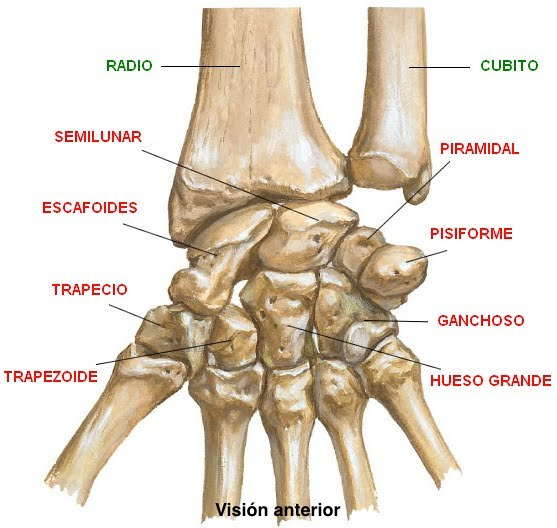 RADIO
CUBITO
SEMILUNAR
PIRAMIDAL
ESCAFOIDES
PISIFORME
TRAPECIO
GANCHOSO
TRAPEZOIDE
HUESO GRANDE
Visión anterior